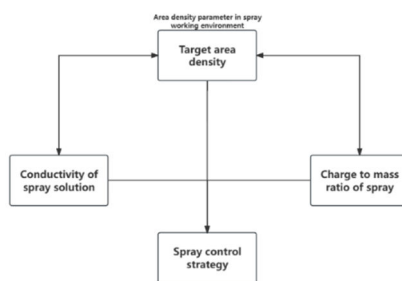 Area density parameter in spray
working environment
Target area
density
Conductivity of
spray solution
Charge to mass
ratio of spray
Spray control
strategy